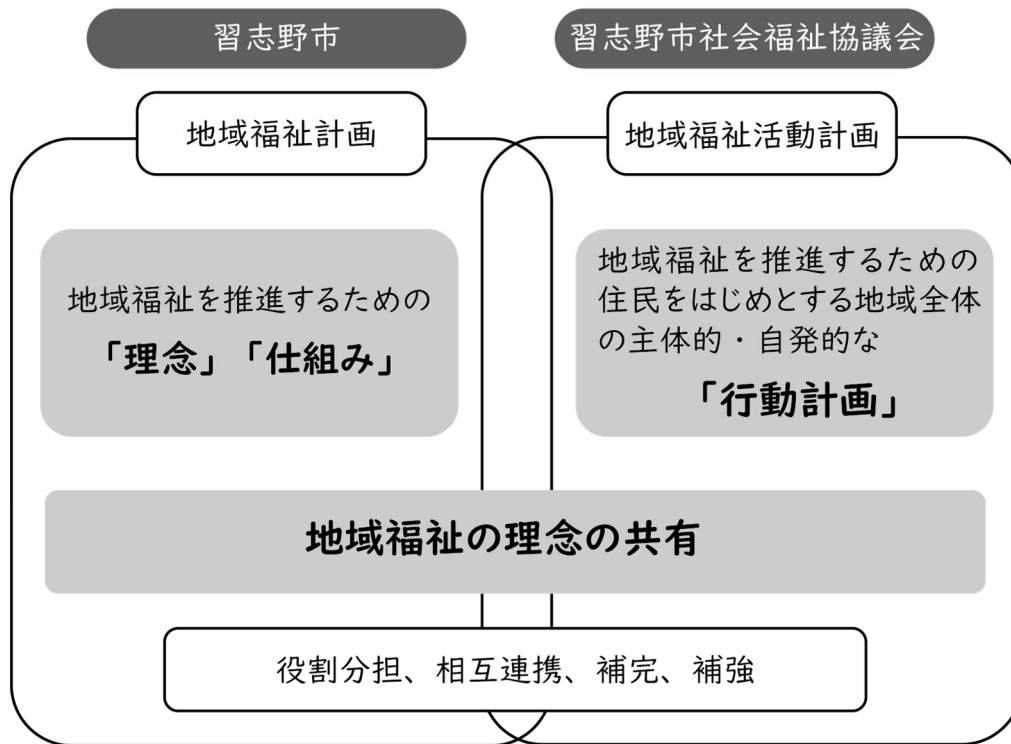 習志野市
習志野市社会福祉協議会
地域福祉計画
地域福祉活動計画
地域福祉を推進するための
「理念」「仕組み」
地域福祉を推進するための
住民をはじめとする地域全体
の主体的・自発的な
「行動計画」
地域福祉の理念の共有
役割分担、相互連携、補完、補強